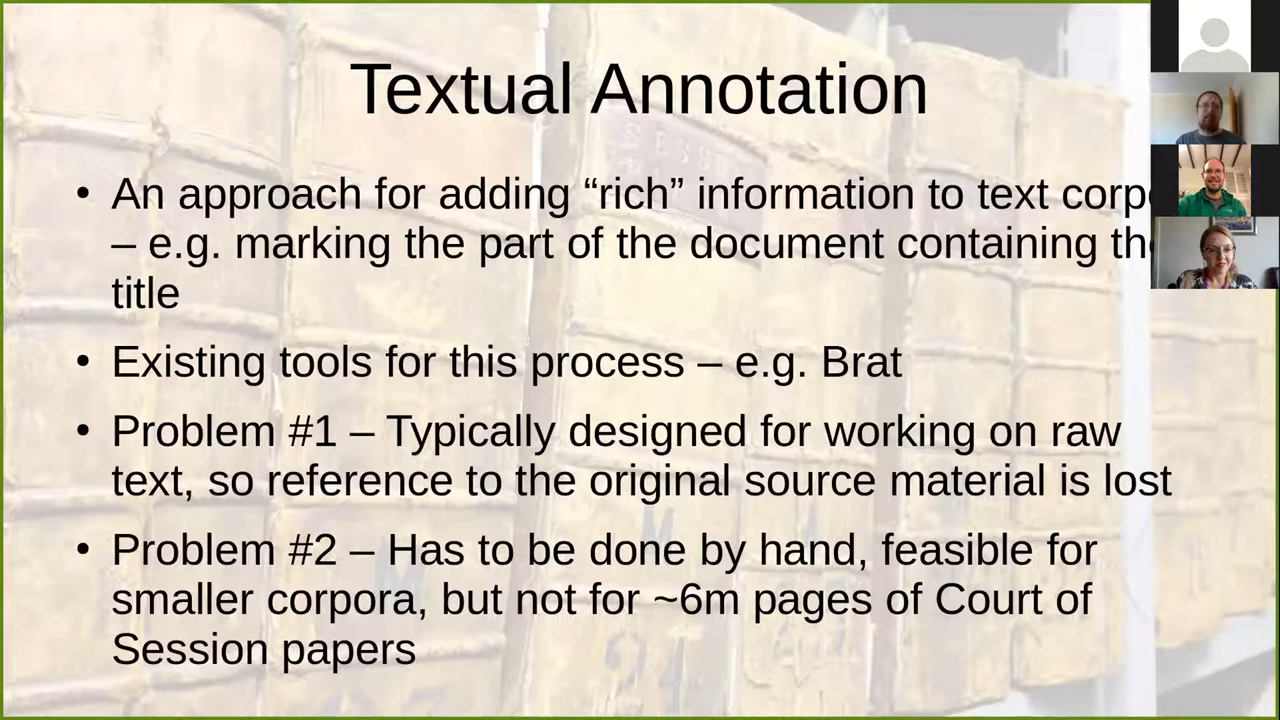 Textual Annotation
• An approach for adding “rich” information to text
– e.g. marking the part of the document containing
title
• Existing tools for this process – e.g. Brat
• Problem #1 – Typically designed for working on raw
text, so reference to the original source material is lost
• Problem #2 – Has to be done by hand, feasible for
smaller corpora, but not for ~6m pages of Court of
Session papers